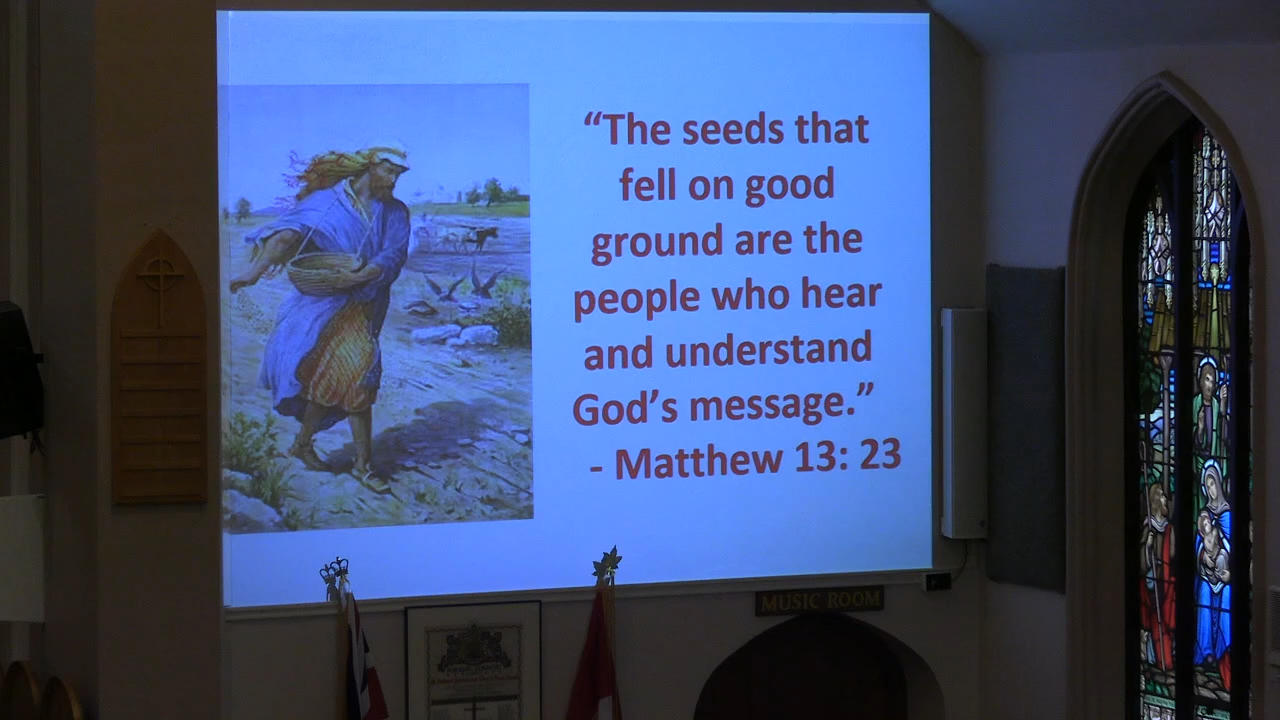 “The seeds that
fell on good
ground are the
people who hear
and understand
God’s message.”
- Matthew 13: 23
MUSIC ROOM